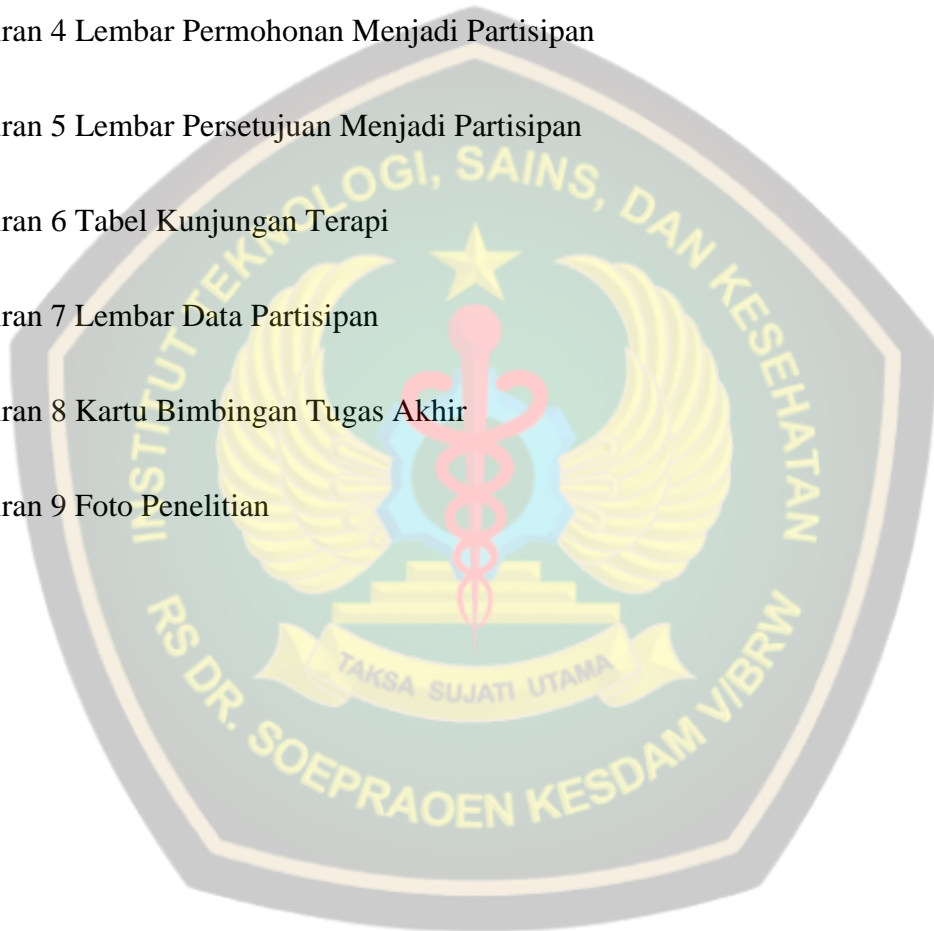 ran 4 Lembar Permohonan Menjadi Partisipan
ran 5 Lembar Persetujuan Menjadi Partisipan
ran 6 Tabel Kunjungan Terapi
ran 7 Lembar Data Partisipan
ran 8 Kartu Bimbingan Tugas Akhir
ran 9 Foto Penelitian
INSTITUT TEKNOLOGI, SAINS, DAN KESEHATAN
TAKSA SUJATI UTAMA
RS DR. SOEPRAOEN KESDAM V/BRW